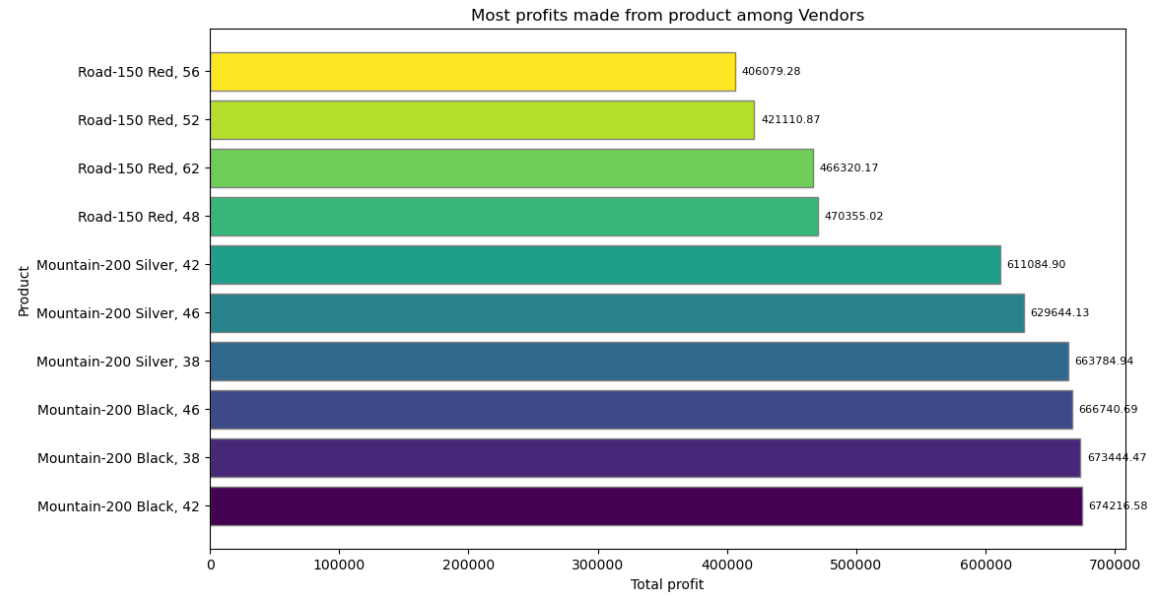 Most profits made from product among Vendors
Product
Road-150 Red, 56 406079.28
Road-150 Red, 52 421110.87
Road-150 Red, 62 466320.17
Road-150 Red, 48 470355.02
Mountain-200 Silver, 42 611084.90
Mountain-200 Silver, 46 629644.13
Mountain-200 Silver, 38 663784.94
Mountain-200 Black, 46 666740.69
Mountain-200 Black, 38 673444.47
Mountain-200 Black, 42 674216.58
0 100000 200000 300000 400000 500000 600000 700000
Total profit